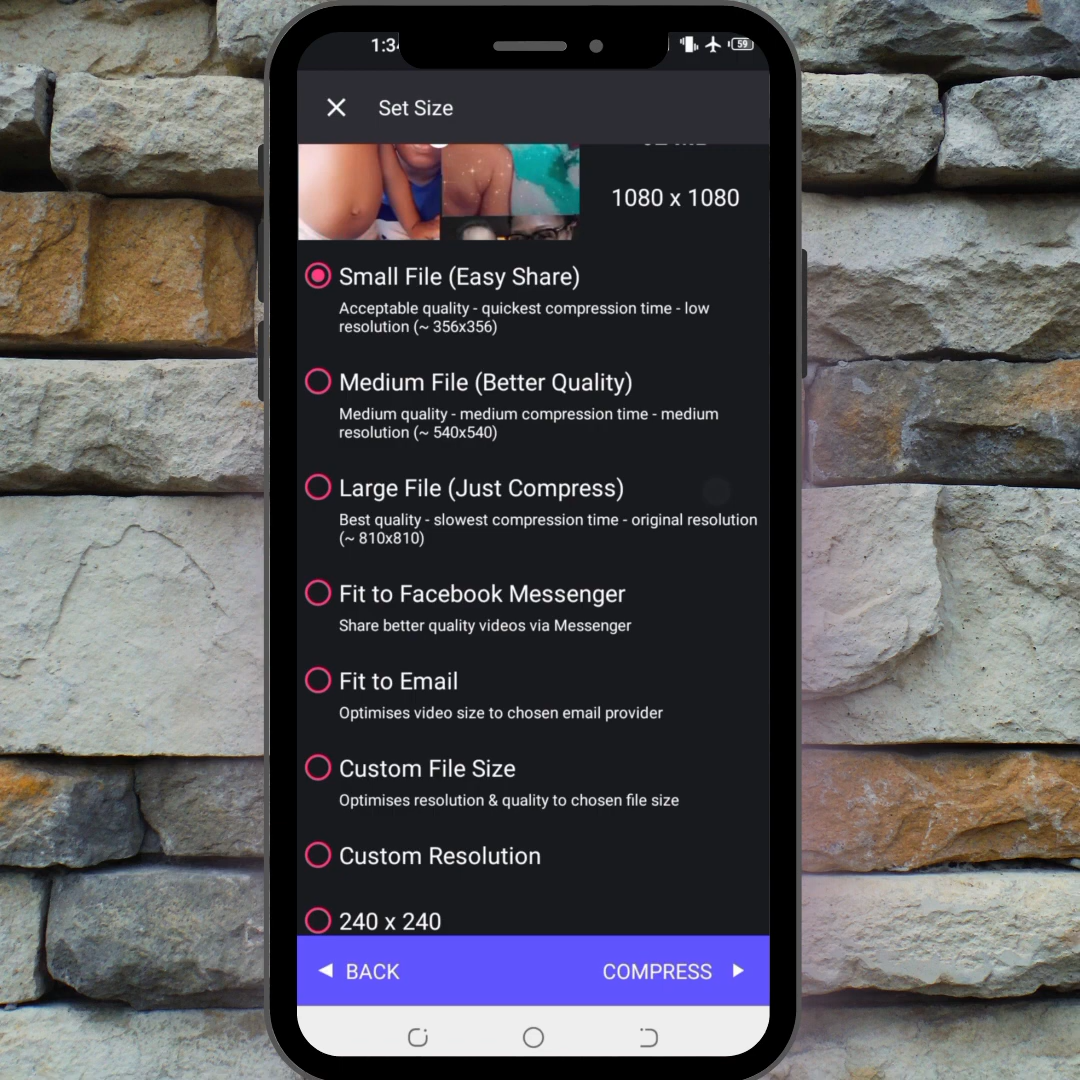 Set Size
1080 x 1080
Small File (Easy Share)
Acceptable quality - quickest compression time - low
resolution (~ 356x356)
Medium File (Better Quality)
Medium quality - medium compression time - medium
resolution (~ 540x540)
Large File (Just Compress)
Best quality - slowest compression time - original resolution
(~ 810x810)
Fit to Facebook Messenger
Share better quality videos via Messenger
Fit to Email
Optimises video size to chosen email provider
Custom File Size
Optimises resolution & quality to chosen file size
Custom Resolution
240 x 240
BACK COMPRESS